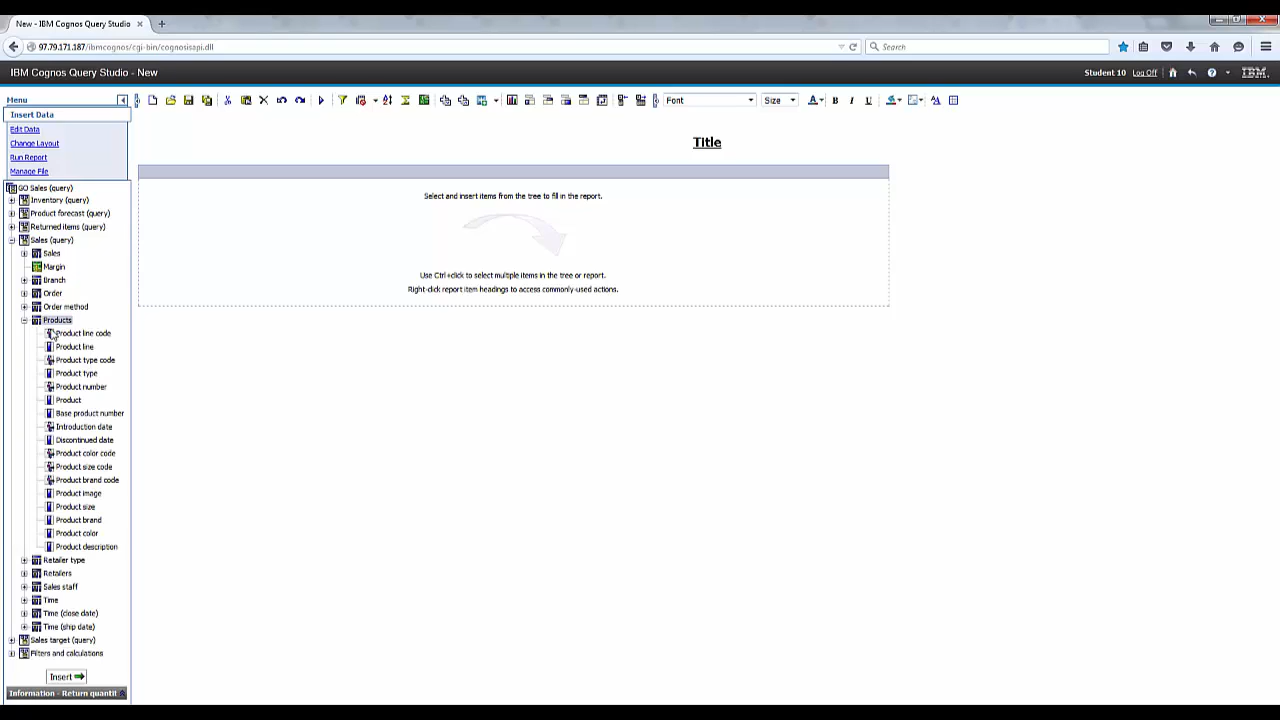 New - IBM Cognos Query Studio
97.79.171.187/ibmcognos/cgi-bin/cognosisapi.dll
Search
IBM Cognos Query Studio - New
Student 10
Log Off
IBM
Menu
Font
Size
B
I
U
Insert Data
Edit Data
Change Layout
Run Report
Manage File
Title
Select and insert items from the tree to fill in the report.
Use Ctrl+click to select multiple items in the tree or report.
Right-click report item headings to access commonly-used actions.
GO Sales (query)
Inventory (query)
Product forecast (query)
Returned items (query)
Sales (query)
Sales
Margin
Branch
Order
Order method
Products
Product line code
Product line
Product type code
Product type
Product number
Product
Base product number
Introduction date
Discontinued date
Product color code
Product size code
Product brand code
Product image
Product size
Product brand
Product color
Product description
Retailer type
Retailers
Sales staff
Time
Time (close date)
Time (ship date)
Sales target (query)
Filters and calculations
Insert
Information - Return quantit